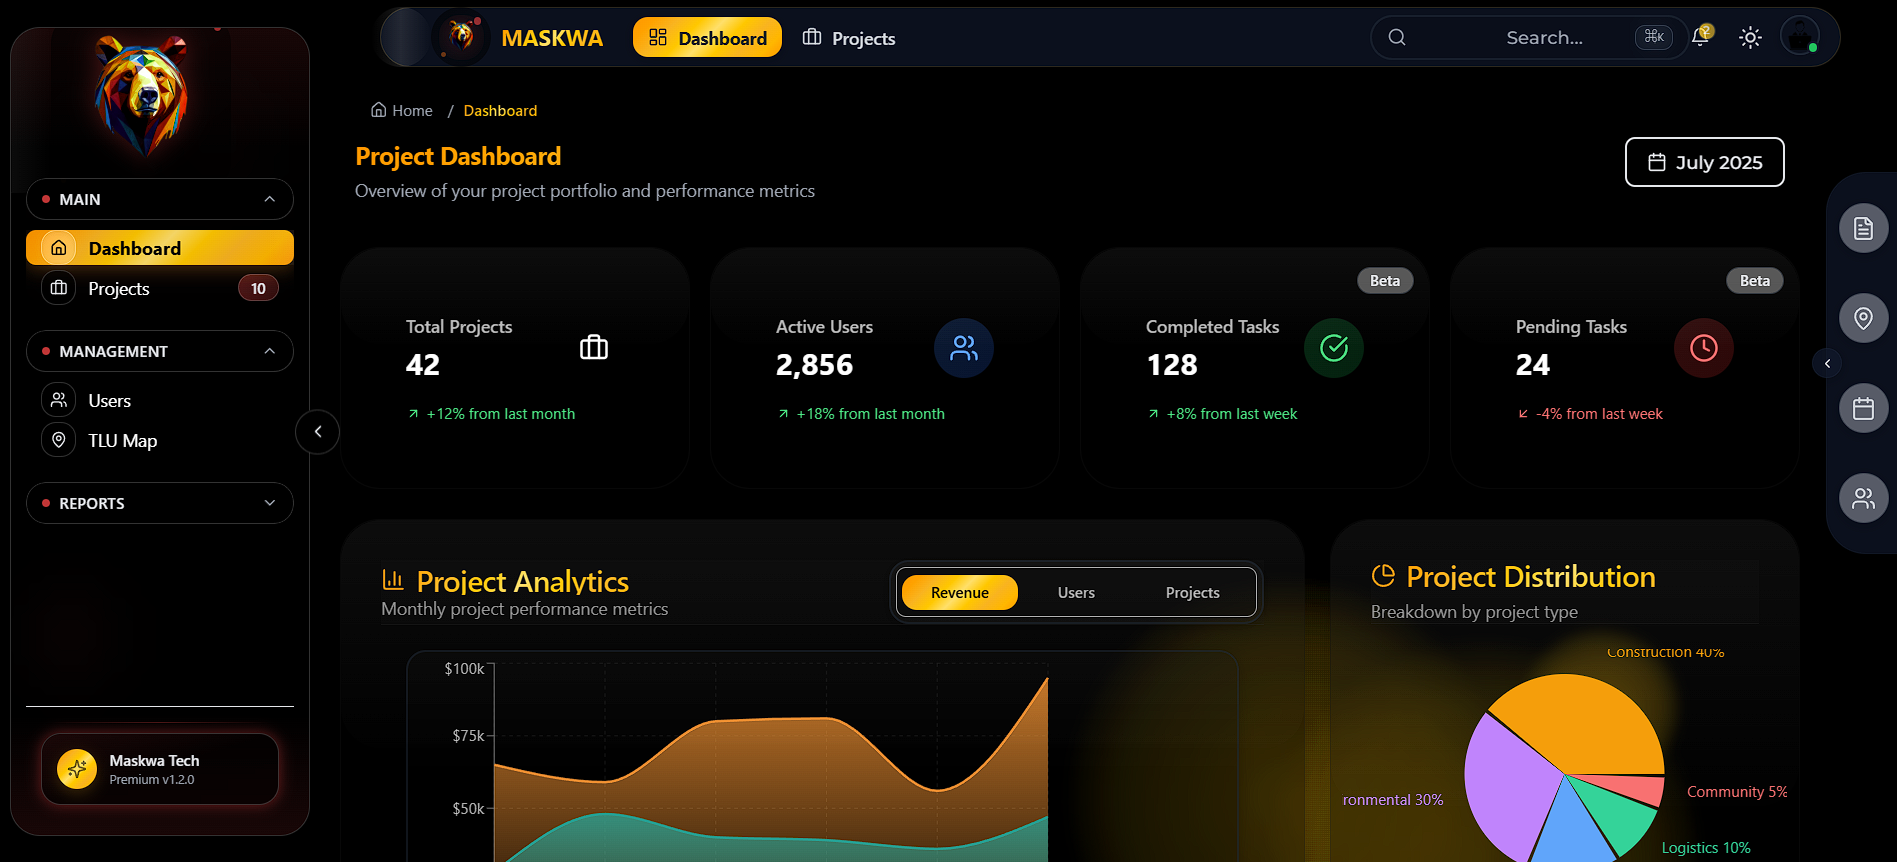 MASKWA
Dashboard
Projects
Search...
⌘K
2
Home / Dashboard
Project Dashboard
Overview of your project portfolio and performance metrics
July 2025
MAIN
Dashboard
Projects
10
MANAGEMENT
Users
TLU Map
REPORTS
Maskwa Tech
Premium v1.2.0
Total Projects
42
+12% from last month
Active Users
2,856
+18% from last month
Beta
Completed Tasks
128
+8% from last week
Beta
Pending Tasks
24
-4% from last week
Project Analytics
Monthly project performance metrics
Revenue
Users
Projects
$100k
$75k
$50k
Project Distribution
Breakdown by project type
Construction 40%
ronmental 30%
Community 5%
Logistics 10%